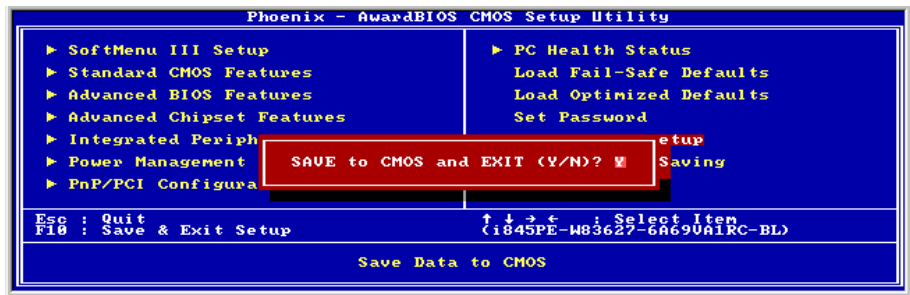 Phoenix - AwardBIOS CMOS Setup Utility
▶ SoftMenu III Setup
▶ Standard CMOS Features
▶ Advanced BIOS Features
▶ Advanced Chipset Features
▶ Integrated Periph
▶ Power Management
▶ PnP/PCI Configura
▶ PC Health Status
Load Fail-Safe Defaults
Load Optimized Defaults
Set Password
etup
Saving
SAVE to CMOS and EXIT (Y/N)? Y
Esc : Quit
F10 : Save & Exit Setup
↑ ↓ → ← : Select Item
(i845PE-W83627-6A69VA1RC-BL)
Save Data to CMOS